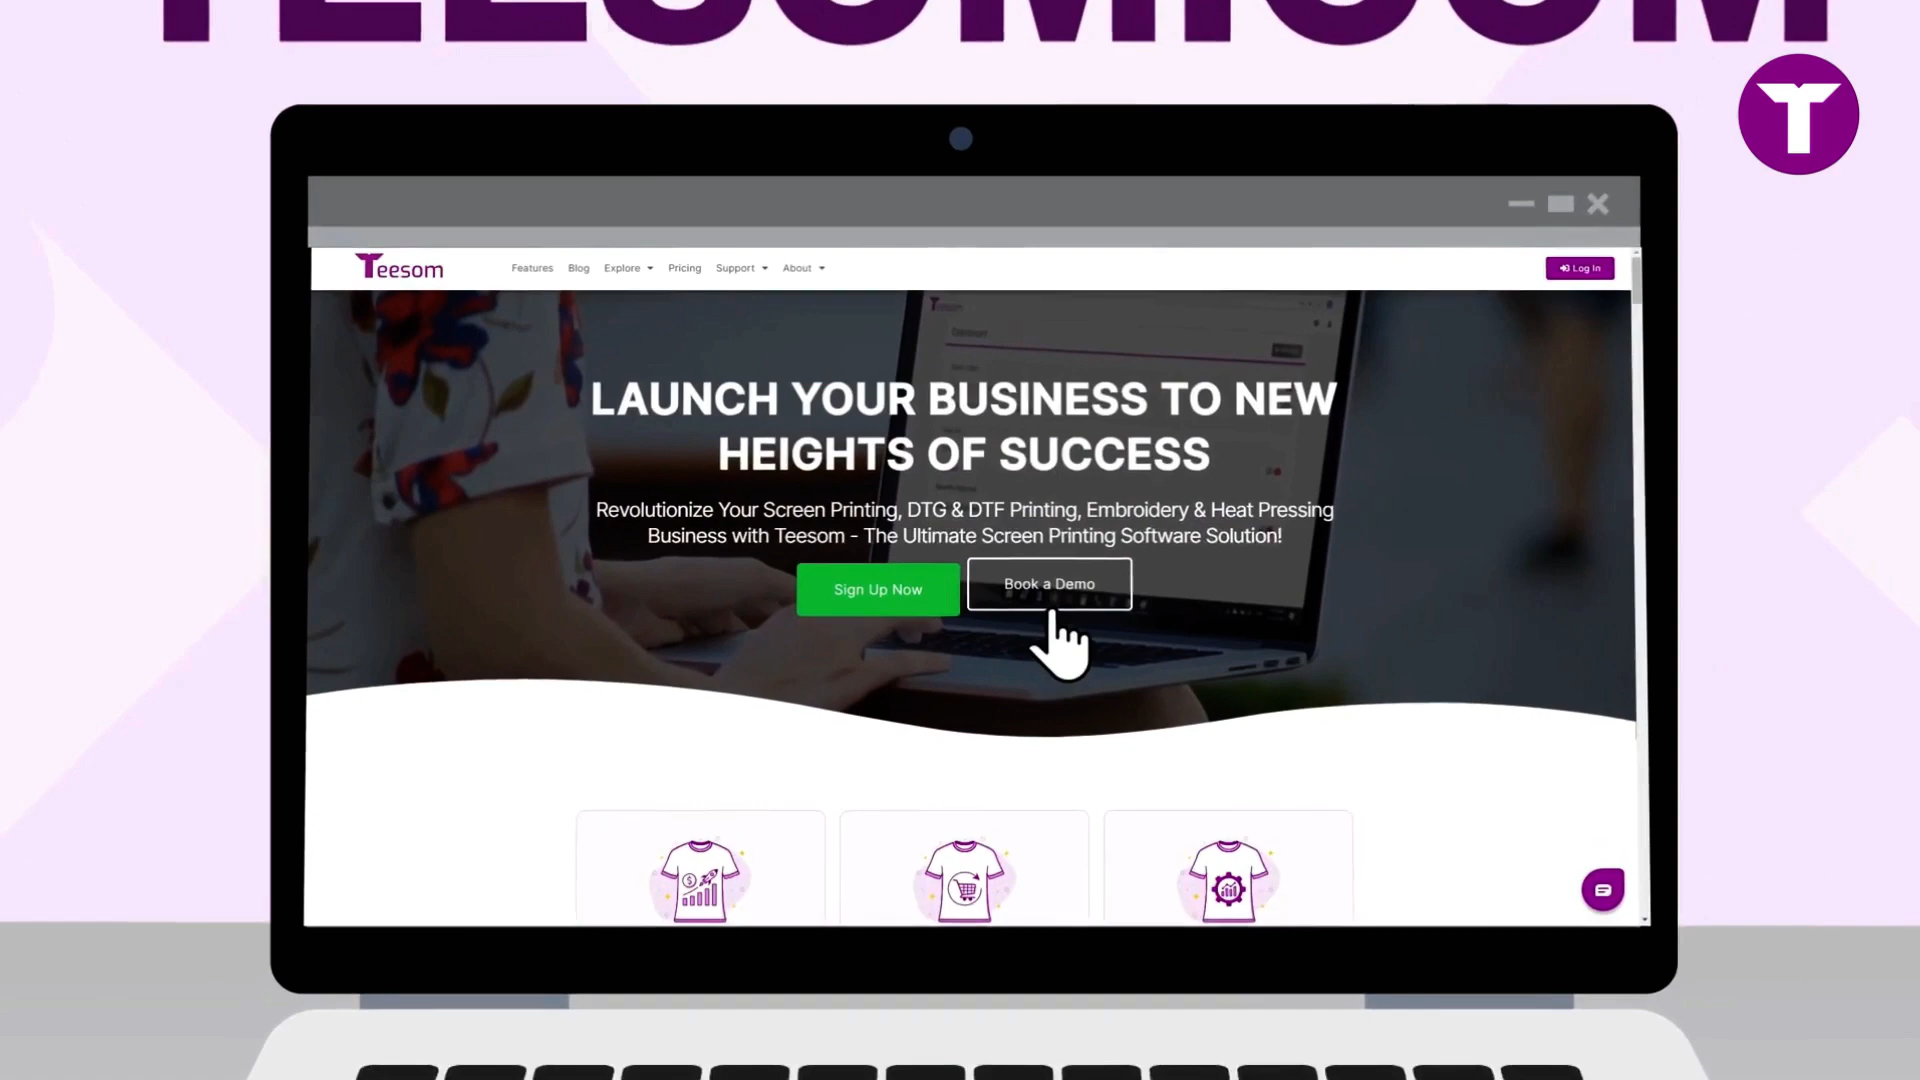 TEESOM.COM
T
Teesom
Features Blog Explore Pricing Support About Log In
LAUNCH YOUR BUSINESS TO NEW
HEIGHTS OF SUCCESS
Revolutionize Your Screen Printing, DTG & DTF Printing, Embroidery & Heat Pressing
Business with Teesom - The Ultimate Screen Printing Software Solution!
Sign Up Now
Book a Demo